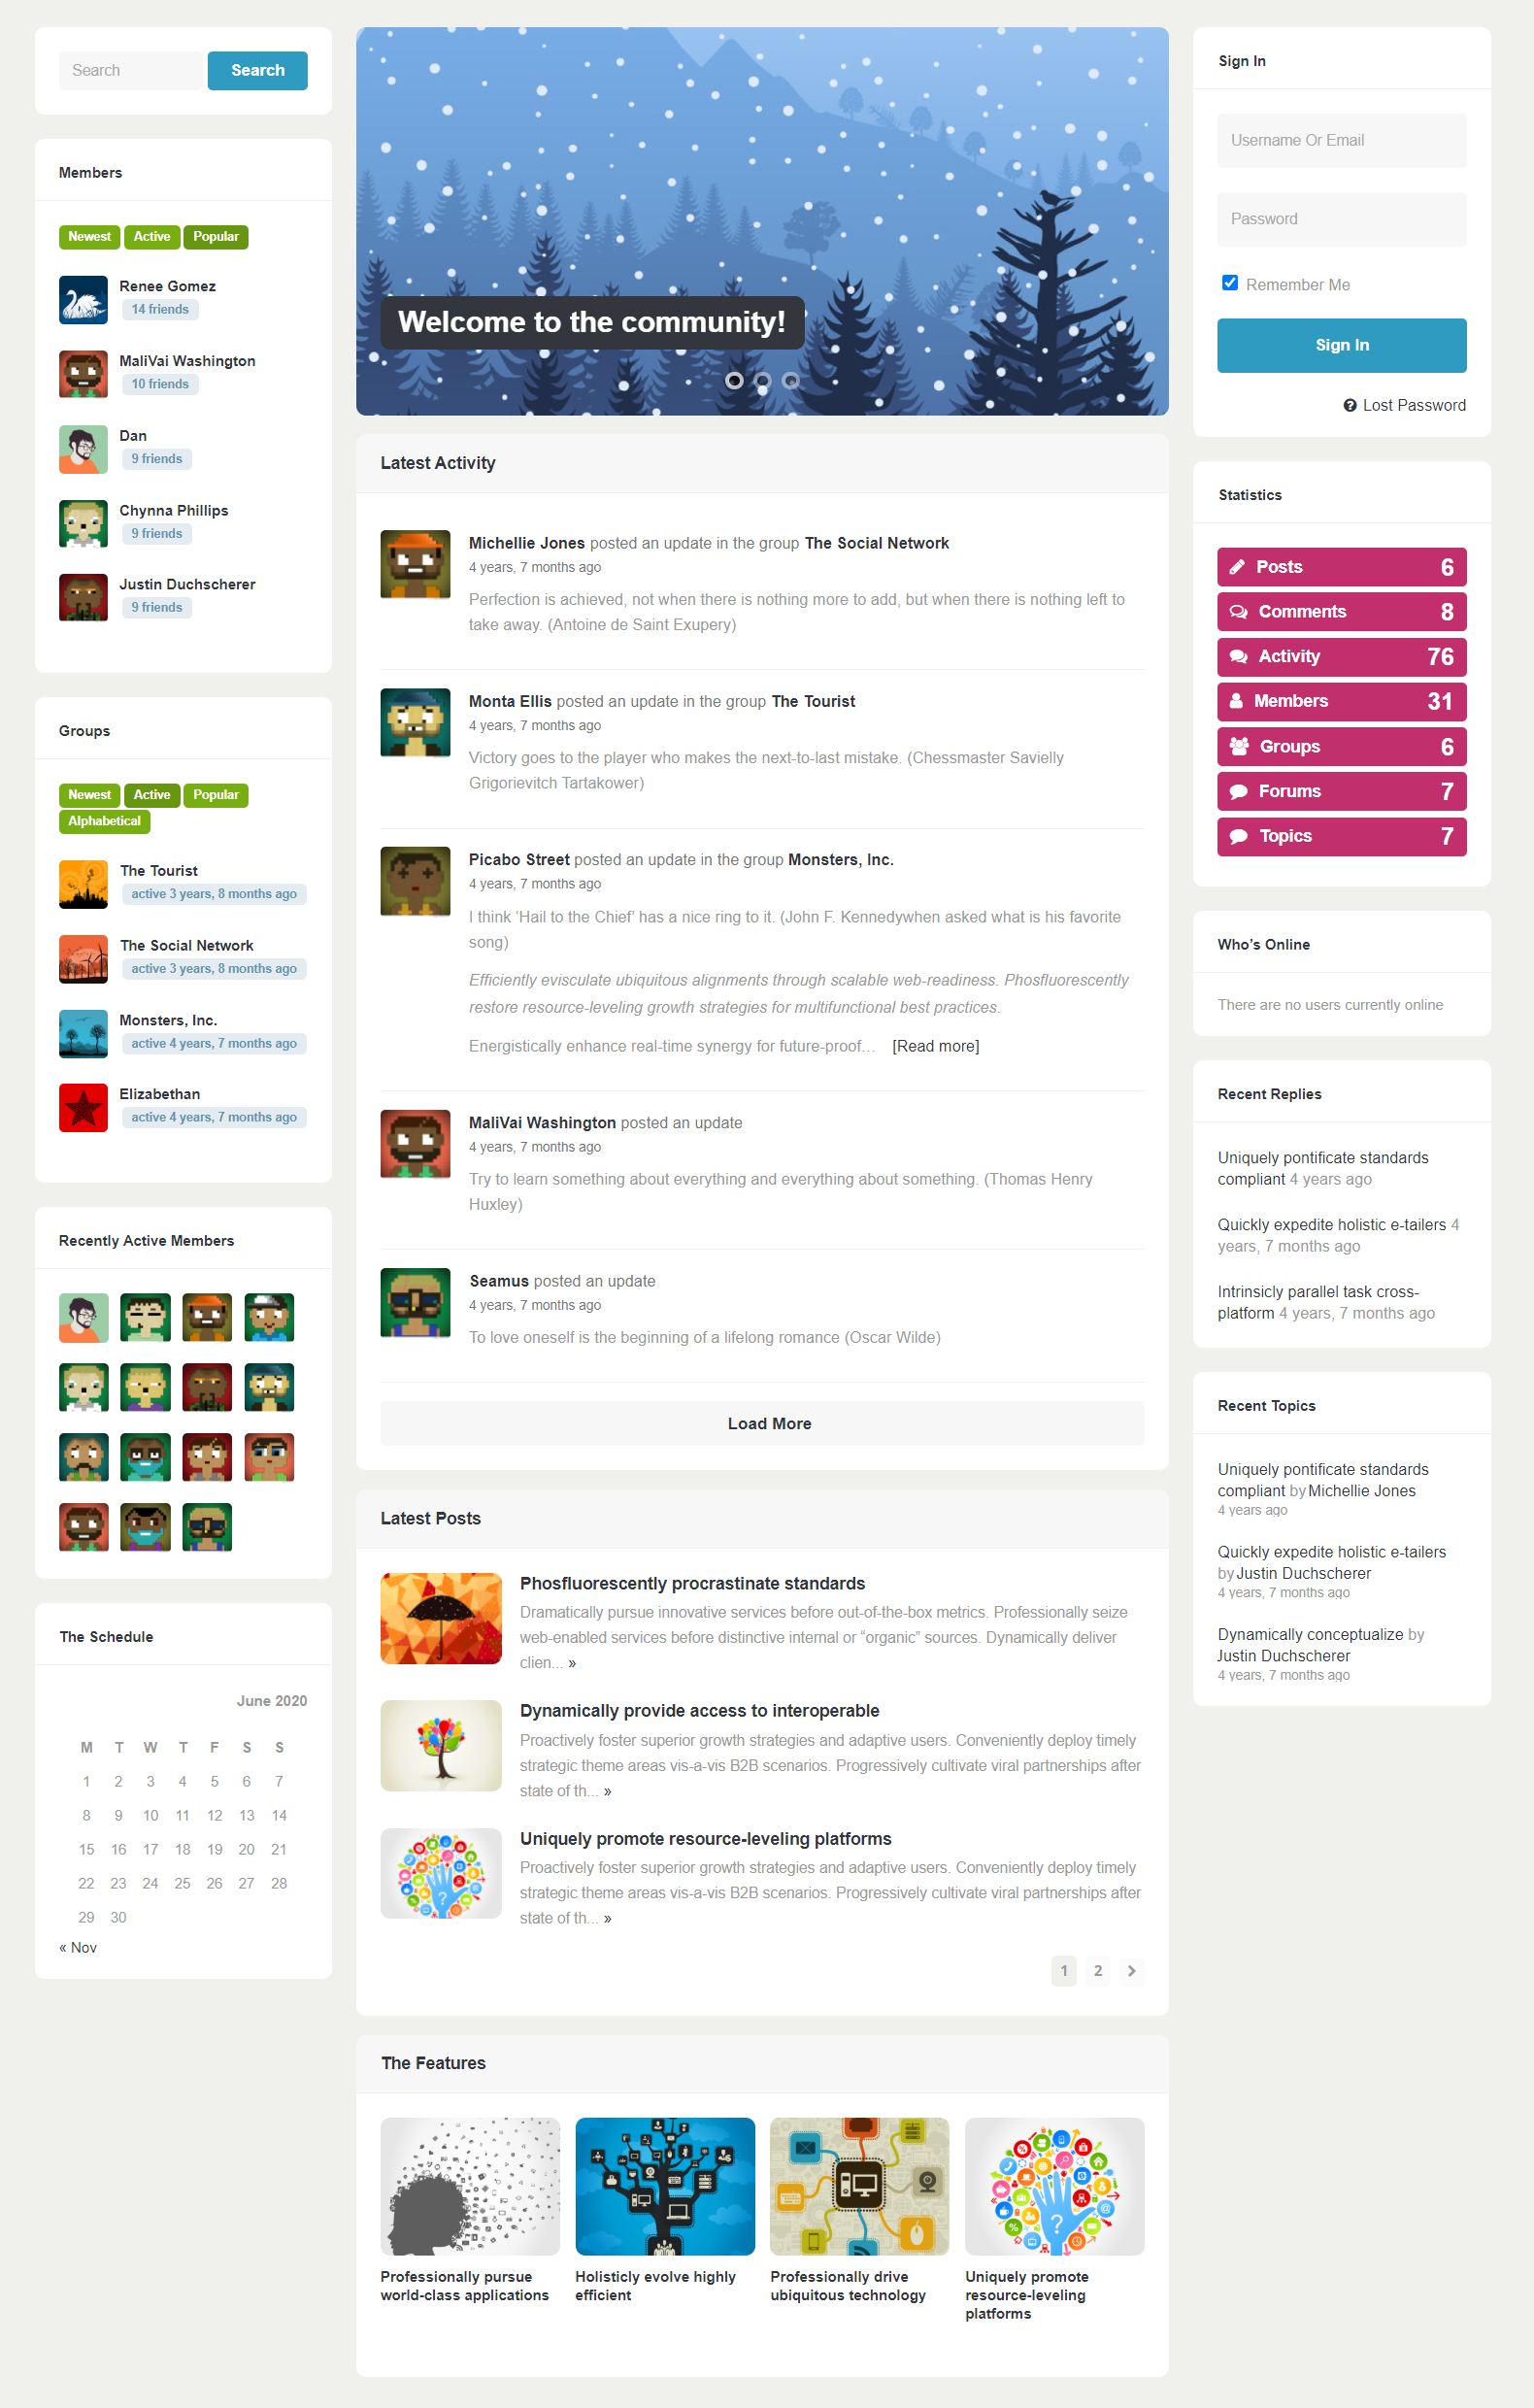 Search
Search
Members
Newest
Active
Popular
Renee Gomez
14 friends
MaliVai Washington
10 friends
Dan
9 friends
Chynna Phillips
9 friends
Justin Duchscherer
9 friends
Groups
Newest
Active
Popular
Alphabetical
The Tourist
active 3 years, 8 months ago
The Social Network
active 3 years, 8 months ago
Monsters, Inc.
active 4 years, 7 months ago
Elizabethan
active 4 years, 7 months ago
Recently Active Members
The Schedule
June 2020
M T W T F S S
1 2 3 4 5 6 7
8 9 10 11 12 13 14
15 16 17 18 19 20 21
22 23 24 25 26 27 28
29 30
« Nov
Welcome to the community!
Latest Activity
Michellie Jones posted an update in the group The Social Network
4 years, 7 months ago
Perfection is achieved, not when there is nothing more to add, but when there is nothing left to
take away. (Antoine de Saint Exupery)
Monta Ellis posted an update in the group The Tourist
4 years, 7 months ago
Victory goes to the player who makes the next-to-last mistake. (Chessmaster Savielly
Grigorievitch Tartakower)
Picabo Street posted an update in the group Monsters, Inc.
4 years, 7 months ago
I think ‘Hail to the Chief’ has a nice ring to it. (John F. Kennedywhen asked what is his favorite
song)
Efficiently evisculate ubiquitous alignments through scalable web-readiness. Phosfluorescently
restore resource-leveling growth strategies for multifunctional best practices.
Energistically enhance real-time synergy for future-proof… [Read more]
MaliVai Washington posted an update
4 years, 7 months ago
Try to learn something about everything and everything about something. (Thomas Henry
Huxley)
Seamus posted an update
4 years, 7 months ago
To love oneself is the beginning of a lifelong romance (Oscar Wilde)
Load More
Latest Posts
Phosfluorescently procrastinate standards
Dramatically pursue innovative services before out-of-the-box metrics. Professionally seize
web-enabled services before distinctive internal or “organic” sources. Dynamically deliver
clien... »
Dynamically provide access to interoperable
Proactively foster superior growth strategies and adaptive users. Conveniently deploy timely
strategic theme areas vis-a-vis B2B scenarios. Progressively cultivate viral partnerships after
state of th... »
Uniquely promote resource-leveling platforms
Proactively foster superior growth strategies and adaptive users. Conveniently deploy timely
strategic theme areas vis-a-vis B2B scenarios. Progressively cultivate viral partnerships after
state of th... »
1 2
The Features
Professionally pursue
world-class applications
Holisticly evolve highly
efficient
Professionally drive
ubiquitous technology
Uniquely promote
resource-leveling
platforms
Sign In
Username Or Email
Password
Remember Me
Sign In
Lost Password
Statistics
Posts 6
Comments 8
Activity 76
Members 31
Groups 6
Forums 7
Topics 7
Who’s Online
There are no users currently online
Recent Replies
Uniquely pontificate standards
compliant 4 years ago
Quickly expedite holistic e-tailers 4
years, 7 months ago
Intrinsicly parallel task cross-
platform 4 years, 7 months ago
Recent Topics
Uniquely pontificate standards
compliant by Michellie Jones
4 years ago
Quickly expedite holistic e-tailers
by Justin Duchscherer
4 years, 7 months ago
Dynamically conceptualize by
Justin Duchscherer
4 years, 7 months ago